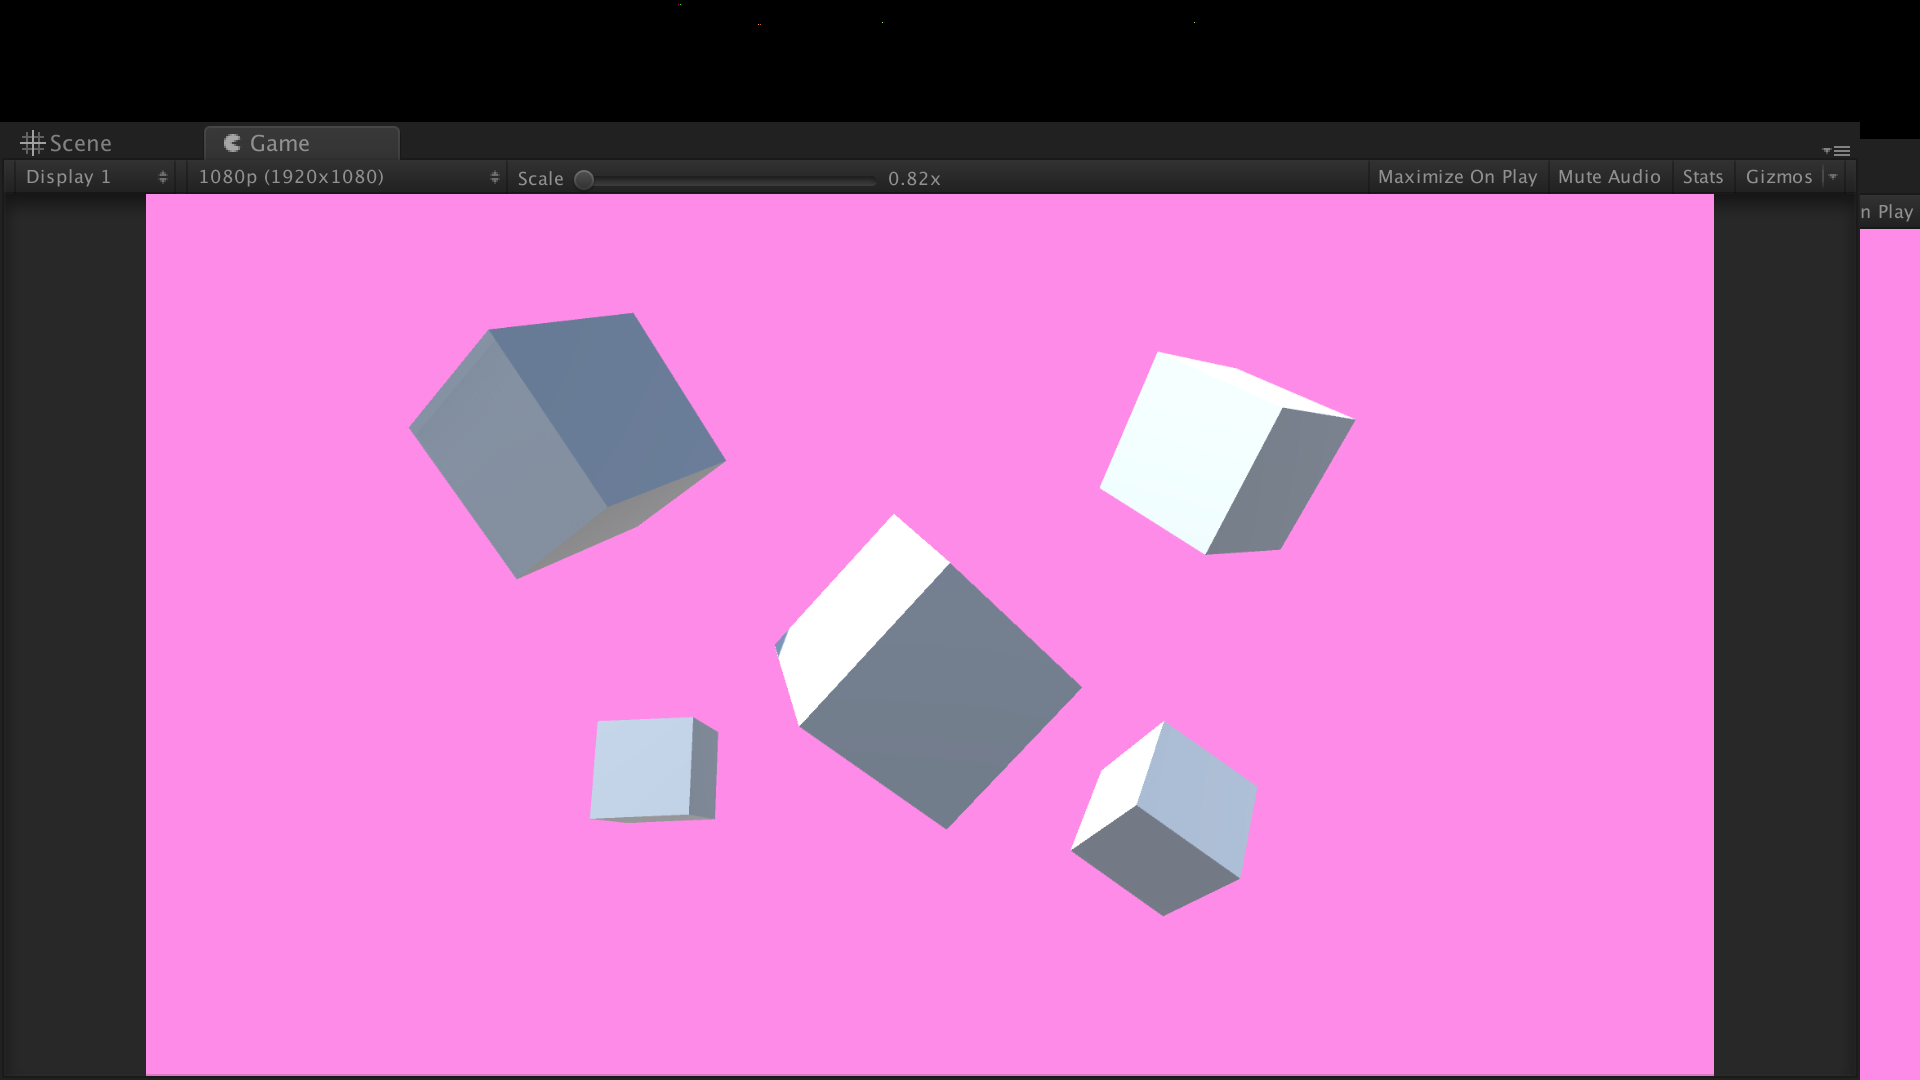 Scene Game
Display 1 1080p (1920x1080) Scale 0.82x Maximize On Play Mute Audio Stats Gizmos
n Play